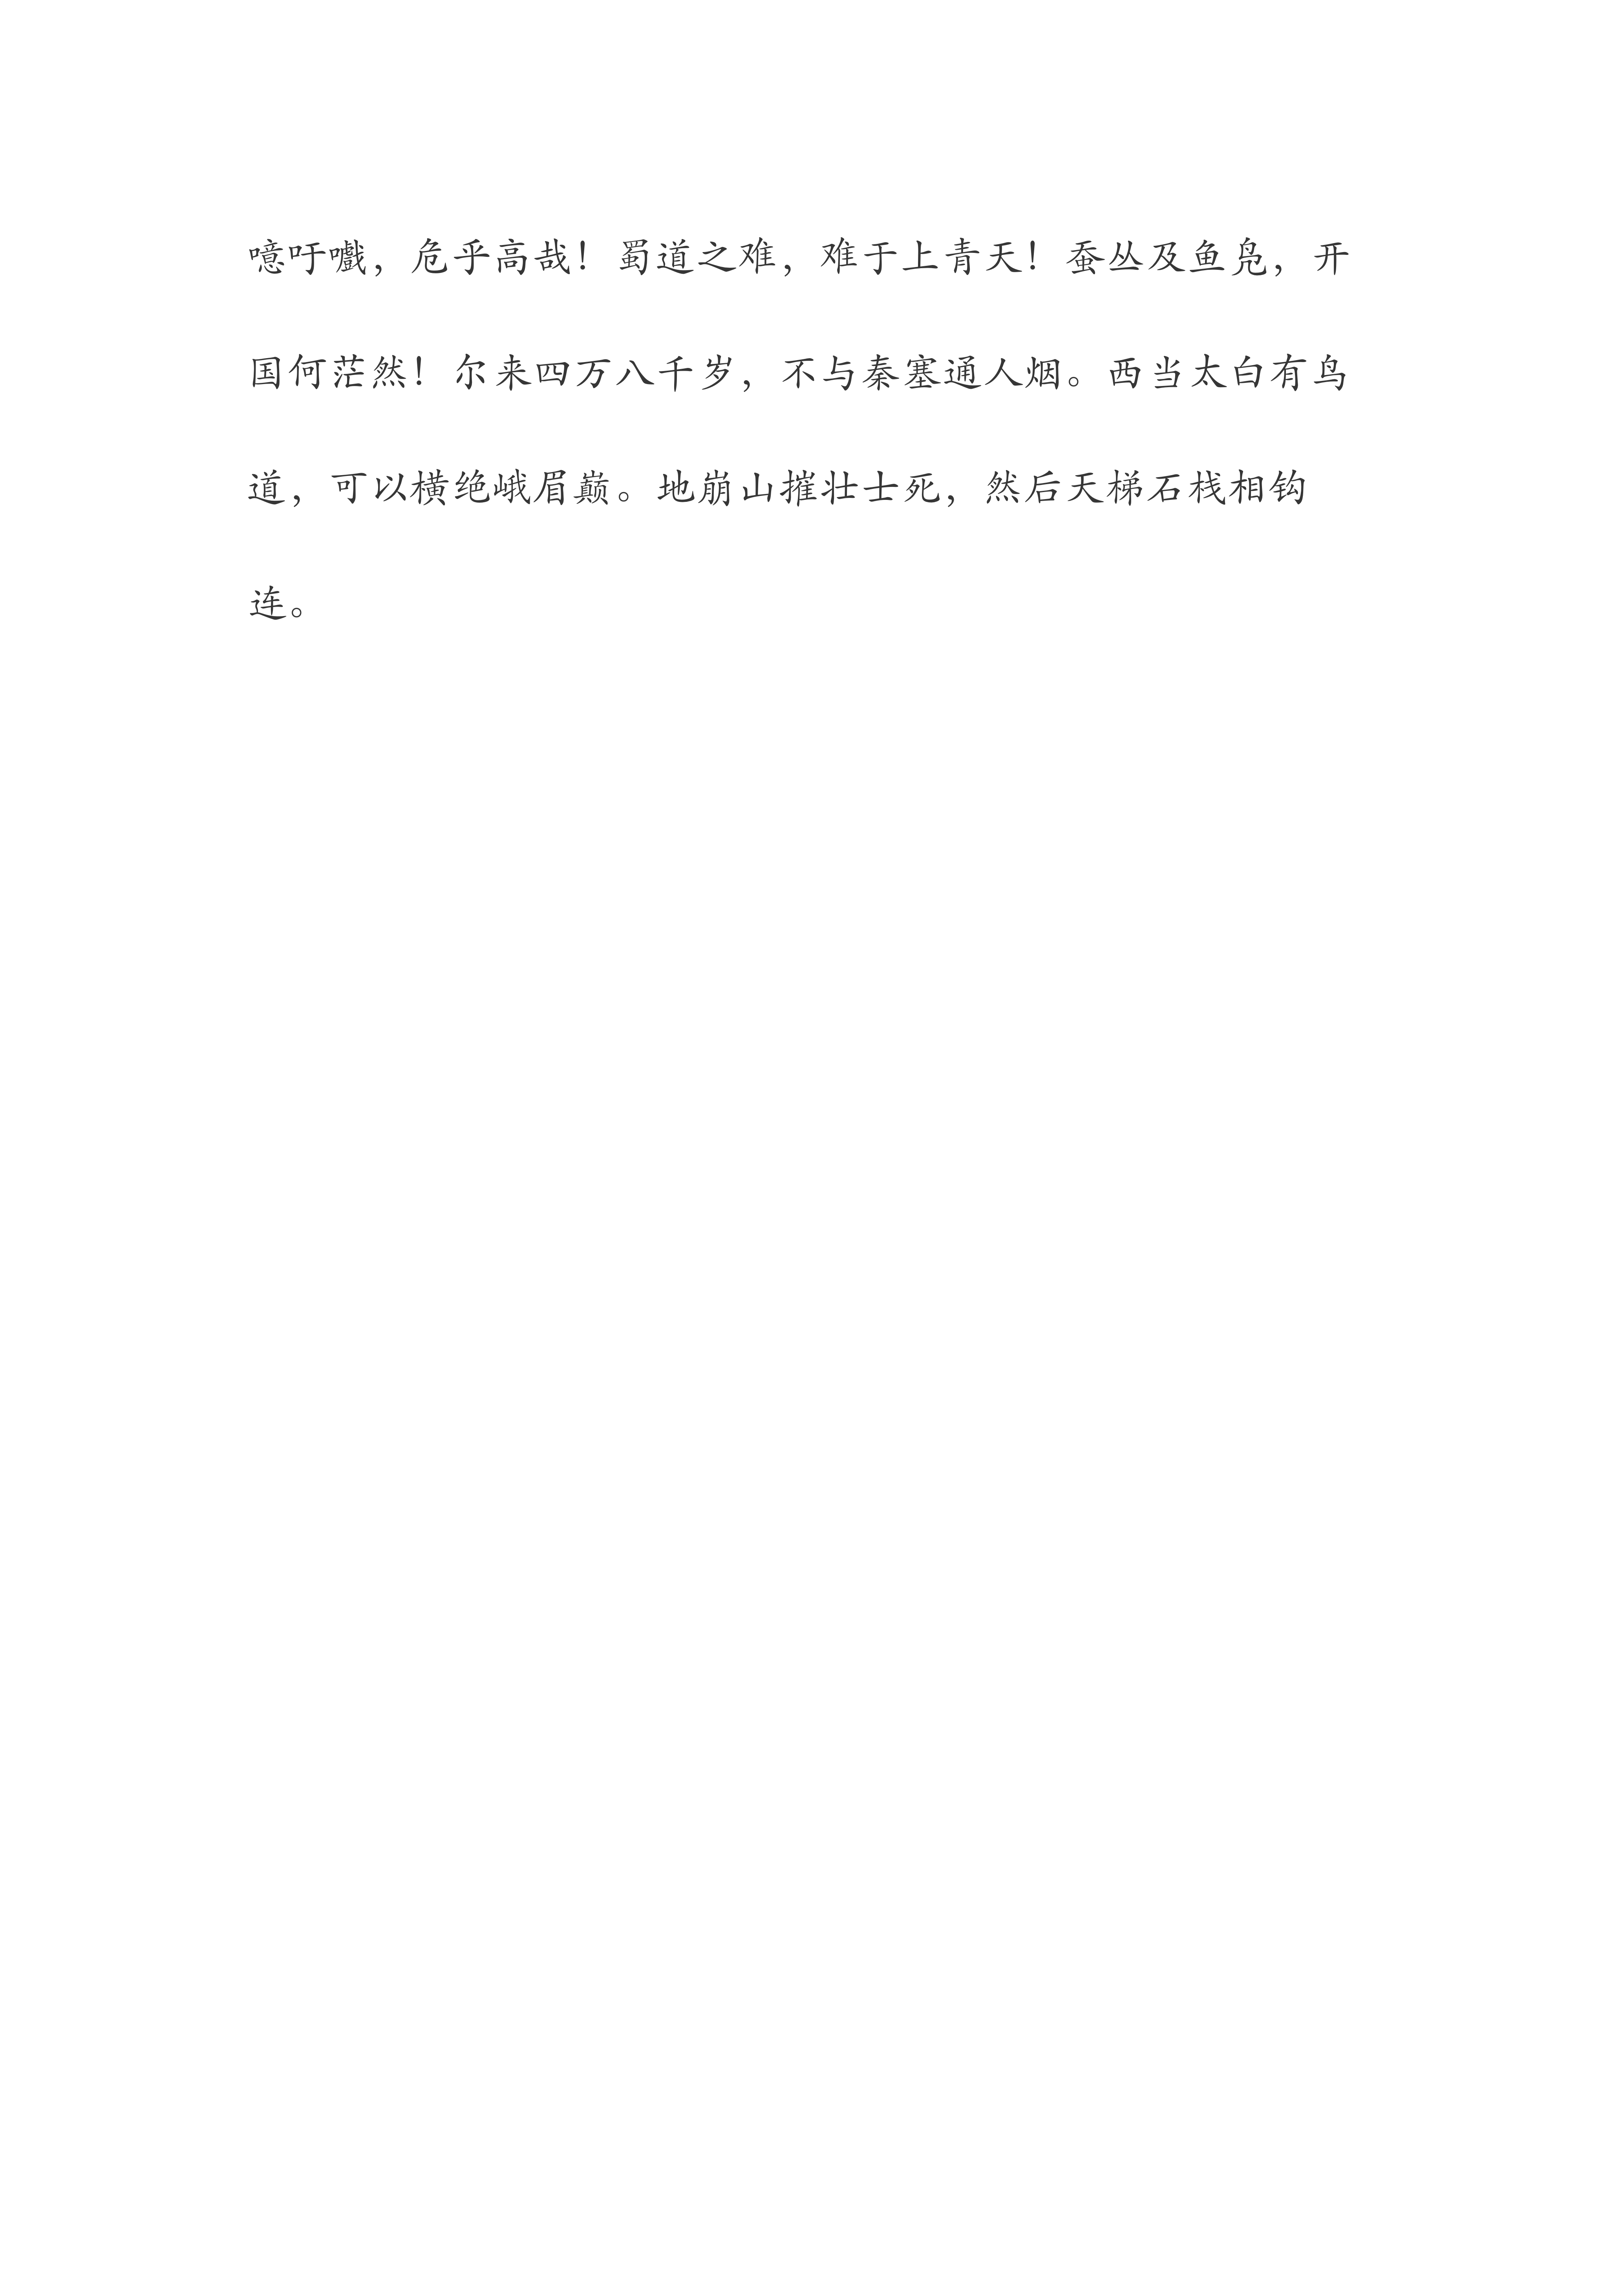 噫吁嚱，危乎高哉！蜀道之难，难于上青天！蚕丛及鱼凫，开
国何茫然！尔来四万八千岁，不与秦塞通人烟。西当太白有鸟
道，可以横绝峨眉巅。地崩山摧壮士死，然后天梯石栈相钩
连。